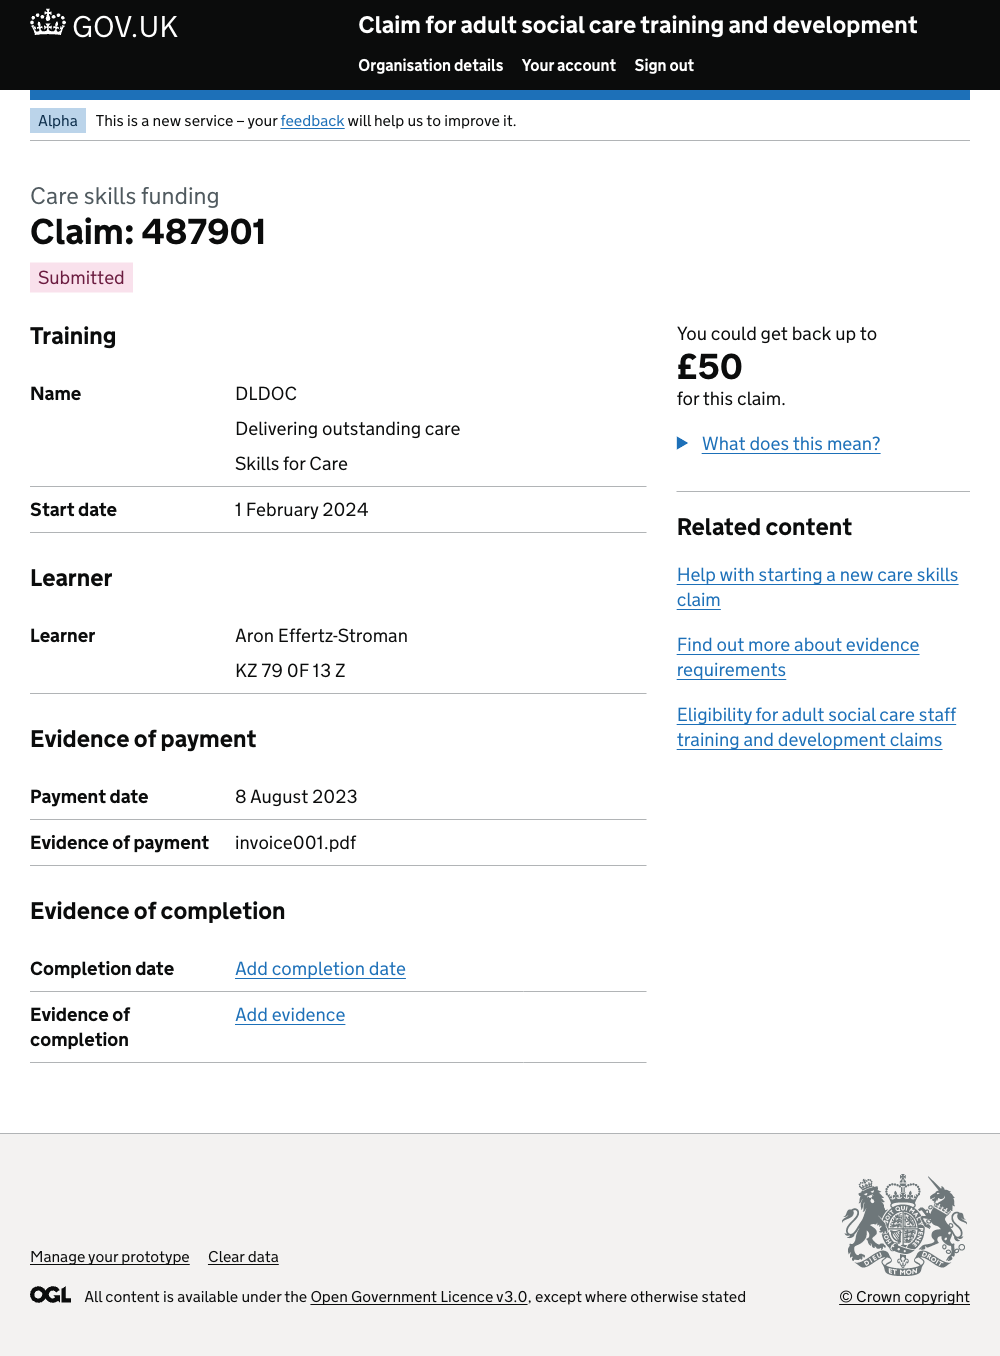 GOV.UK
Claim for adult social care training and development
Organisation details Your account Sign out
Alpha This is a new service – your feedback will help us to improve it.
Care skills funding
Claim: 487901
Submitted
Training
Name DLDOC
Delivering outstanding care
Skills for Care
Start date 1 February 2024
Learner
Learner Aron Effertz-Stroman
KZ 79 0F 13 Z
Evidence of payment
Payment date 8 August 2023
Evidence of payment invoice001.pdf
Evidence of completion
Completion date Add completion date
Evidence of Add evidence
completion
You could get back up to
£50
for this claim.
What does this mean?
Related content
Help with starting a new care skills
claim
Find out more about evidence
requirements
Eligibility for adult social care staff
training and development claims
Manage your prototype Clear data
OGL All content is available under the Open Government Licence v3.0, except where otherwise stated
DIEU ET MON DROIT
© Crown copyright